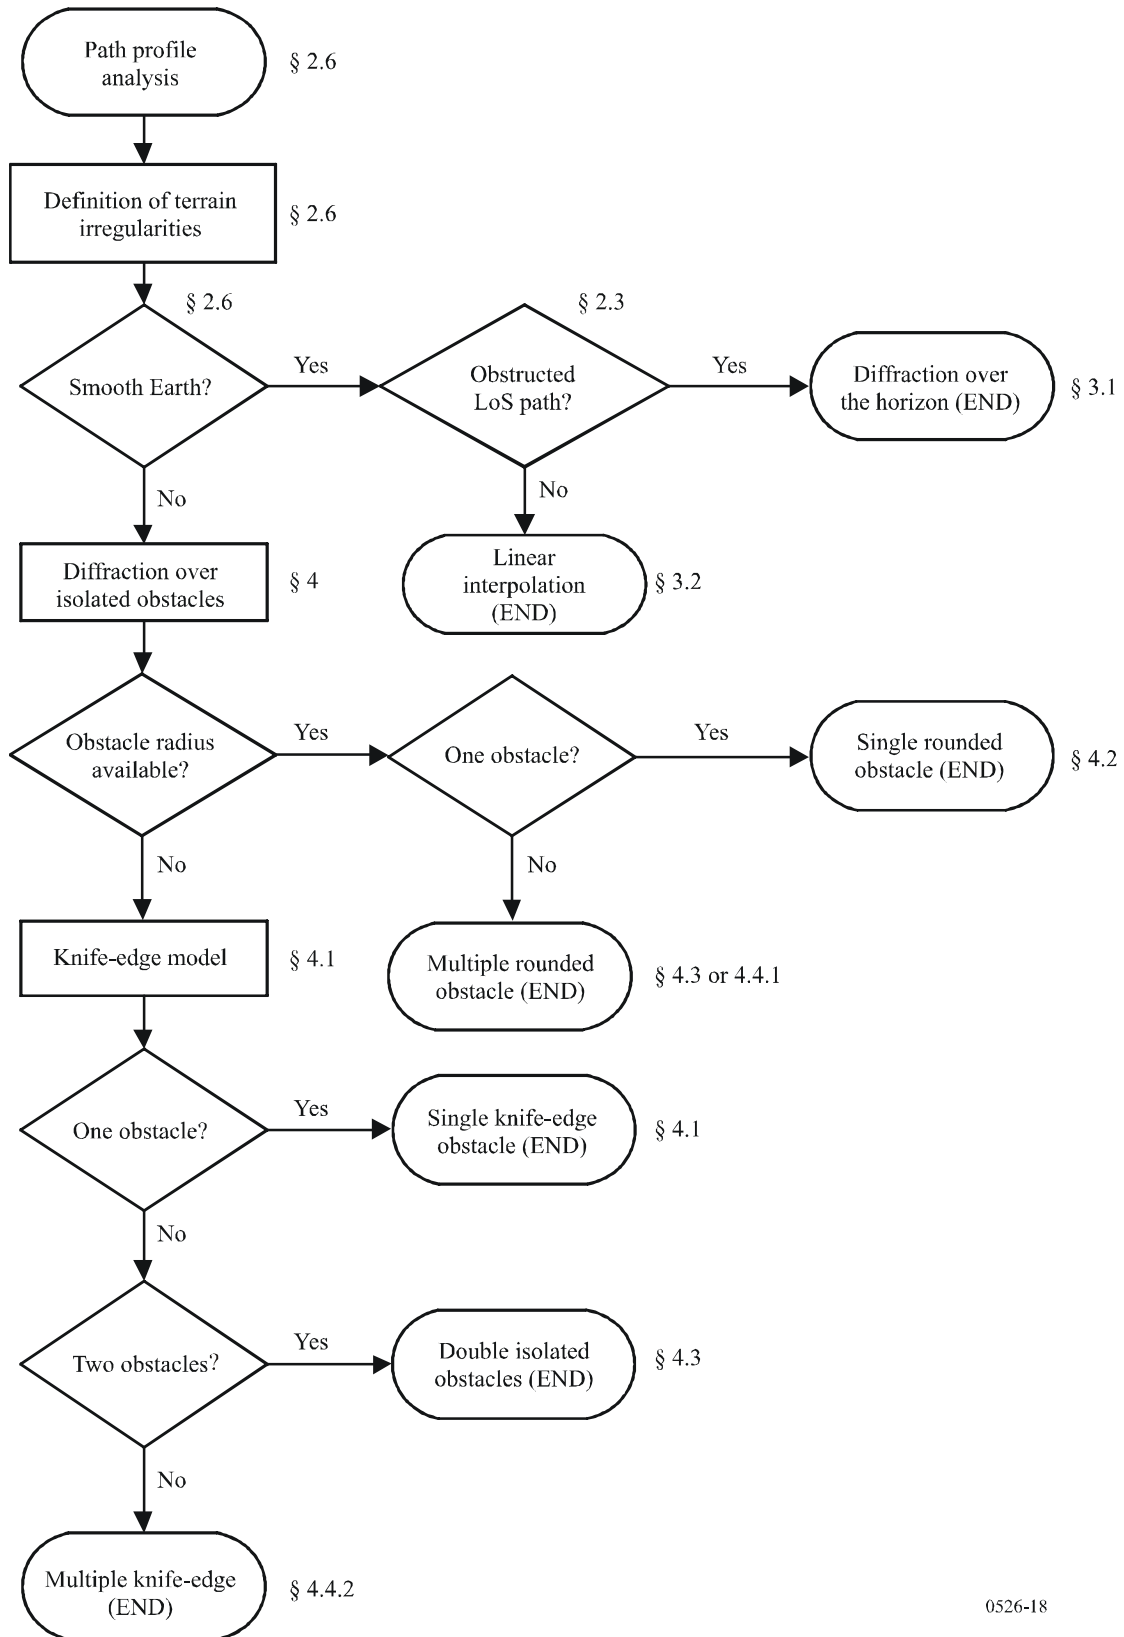 Path profile
analysis
§ 2.6
Definition of terrain
irregularities
§ 2.6
§ 2.6
§ 2.3
Smooth Earth?
Yes
Obstructed
LoS path?
Yes
Diffraction over
the horizon (END)
§ 3.1
No
No
Diffraction over
isolated obstacles
§ 4
Linear
interpolation
(END)
§ 3.2
Obstacle radius
available?
Yes
One obstacle?
Yes
Single rounded
obstacle (END)
§ 4.2
No
No
Knife-edge model
§ 4.1
Multiple rounded
obstacle (END)
§ 4.3 or 4.4.1
One obstacle?
Yes
Single knife-edge
obstacle (END)
§ 4.1
No
Two obstacles?
Yes
Double isolated
obstacles (END)
§ 4.3
No
Multiple knife-edge
(END)
§ 4.4.2
0526-18